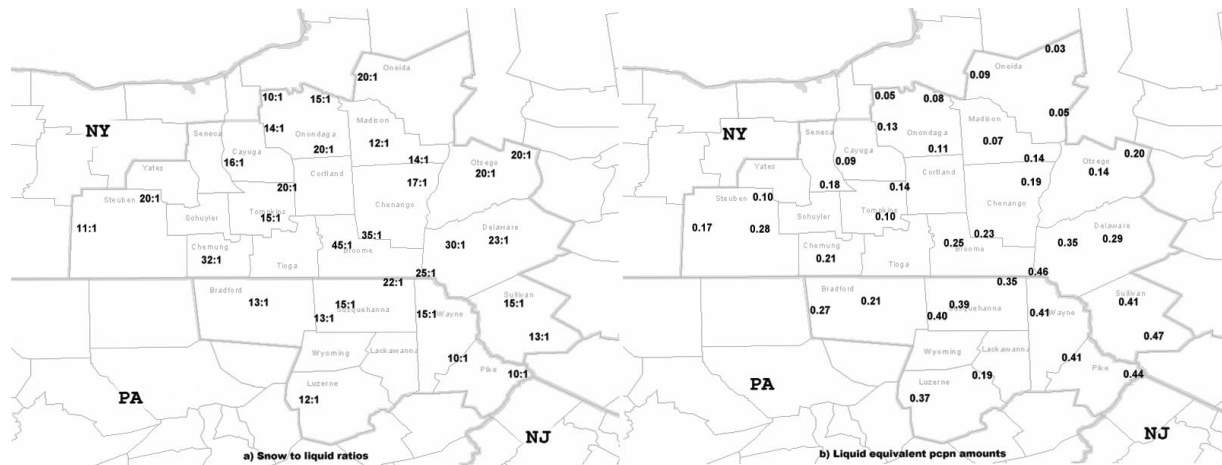 Oneida
20:1
10:1
15:1
Madison
NY
Seneca
14:1
Onondaga
12:1
Cayuga
20:1
16:1
14:1
Otsego
20:1
20:1
Yates
Cortland
17:1
Steuben
20:1
20:1
Chenango
11:1
Schuyler
Tompkins
15:1
Delaware
35:1
23:1
45:1
30:1
Chemung
Broome
32:1
Tioga
25:1
22:1
Bradford
13:1
15:1
Susquehanna
13:1
15:1
Wayne
Sullivan
15:1
13:1
Wyoming
Lackawanna
10:1
Pike
10:1
Luzerne
12:1
PA
NJ
a) Snow to liquid ratios
0.03
Oneida
0.09
0.05
0.08
0.05
Madison
NY
Seneca
0.13
Onondaga
0.07
Cayuga
0.11
0.09
0.14
Otsego
0.20
0.14
Yates
Cortland
0.18
0.14
0.19
Steuben
0.10
Chenango
0.17
0.28
Schuyler
Tompkins
0.10
Delaware
0.23
0.29
0.25
0.35
Chemung
Broome
0.21
Tioga
0.46
0.35
Bradford
0.27
0.21
0.39
Susquehanna
0.40
0.41
Wayne
Sullivan
0.41
0.47
Wyoming
Lackawanna
0.41
Pike
0.44
0.19
Luzerne
0.37
PA
NJ
b) Liquid equivalent pcpn amounts